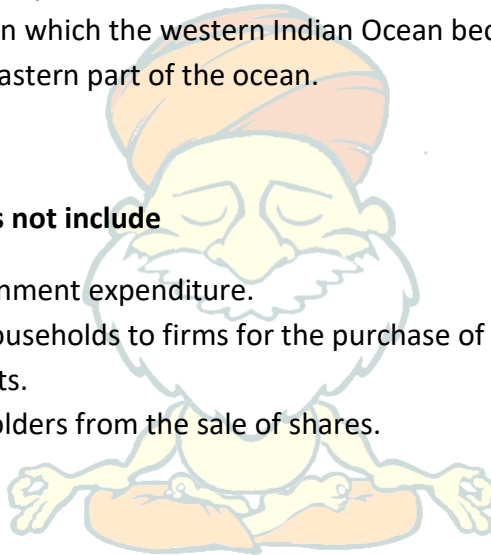 n which the western Indian Ocean bec
astern part of the ocean.
s not include
nment expenditure.
ouseholds to firms for the purchase of
ts.
olders from the sale of shares.